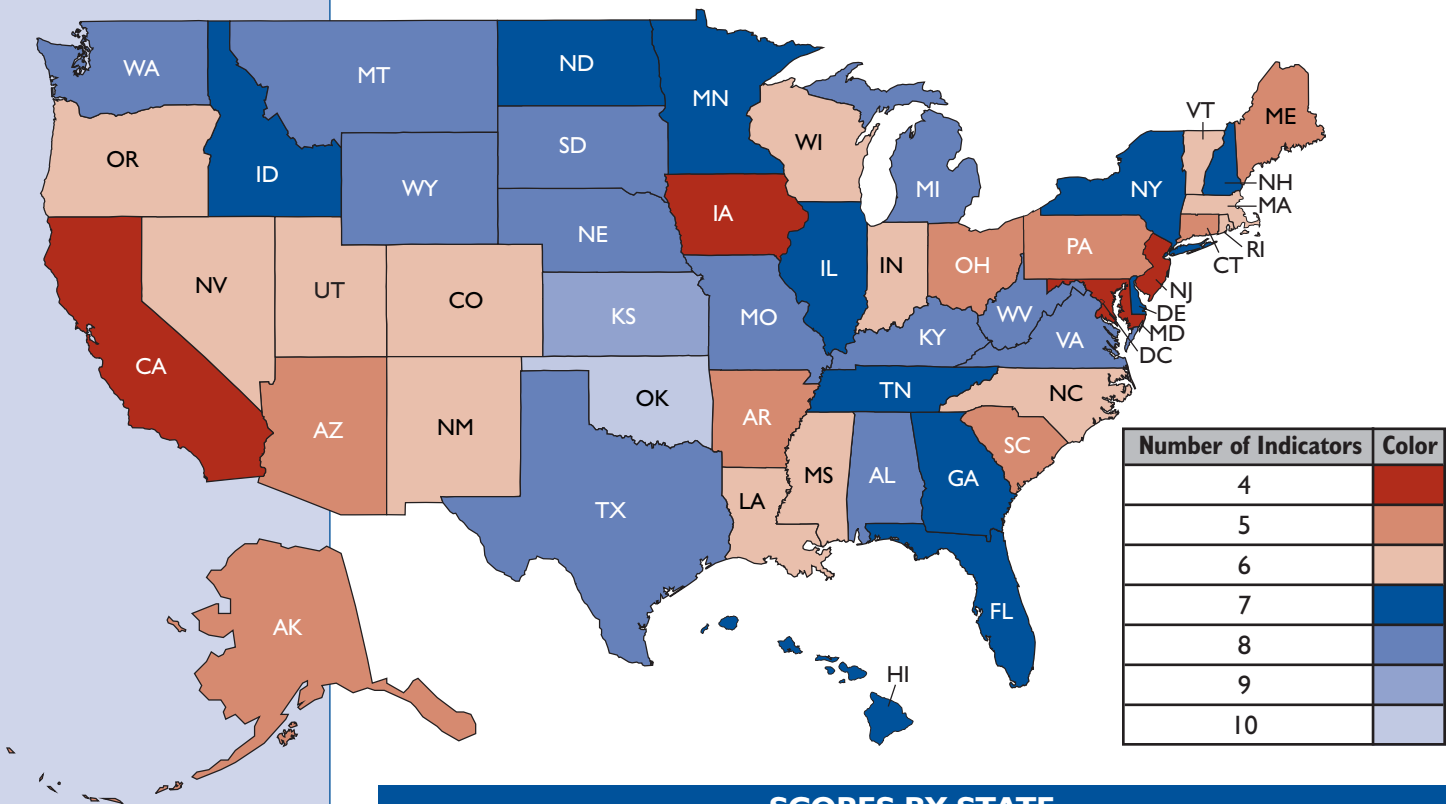 WA
MT
ND
MN
OR
ID
WY
SD
WI
MI
VT
ME
NY
NH
MA
RI
CT
NE
IA
PA
NJ
DE
MD
DC
NV
UT
CO
KS
MO
IL
IN
OH
WV
VA
KY
CA
AZ
NM
OK
AR
TN
NC
SC
TX
LA
MS
AL
GA
FL
AK
HI
Number of Indicators Color
4
5
6
7
8
9
10
SCORES BY STATE